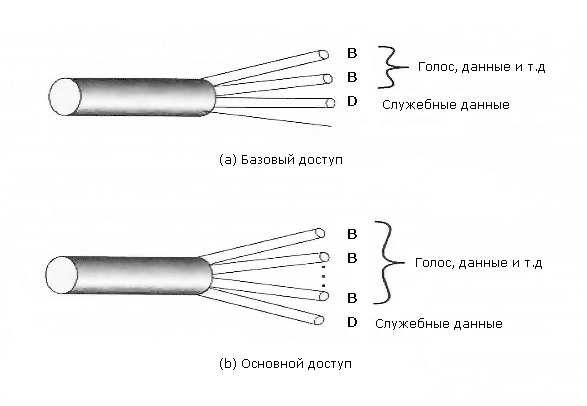 B
B Голос, данные и т.д
D Служебные данные
(a) Базовый доступ
B
B Голос, данные и т.д
B
D Служебные данные
(b) Основной доступ